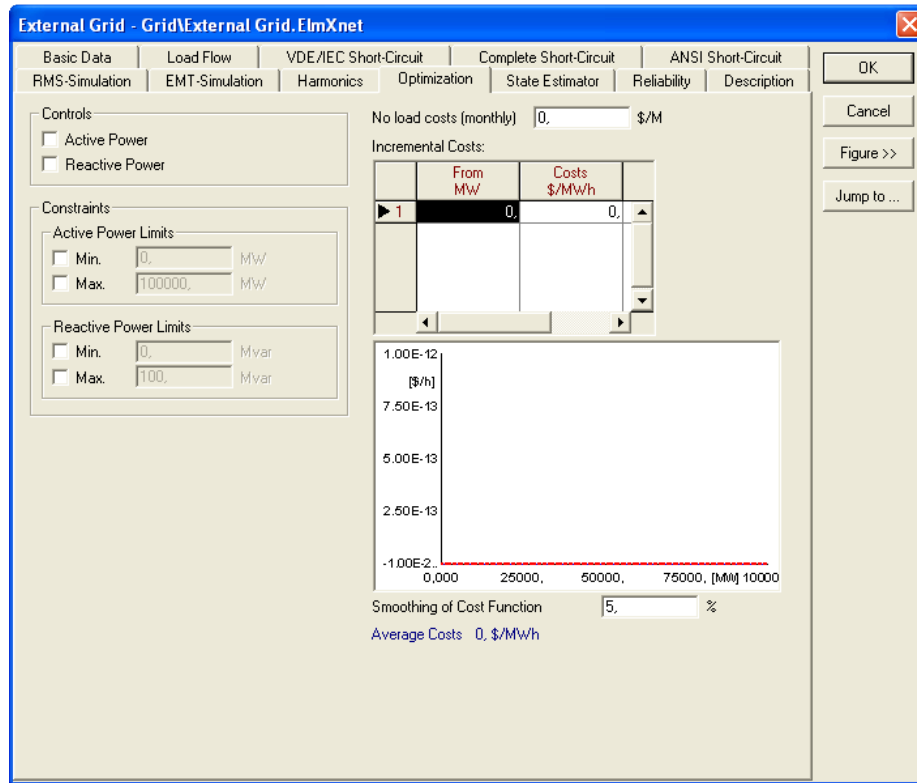 External Grid - Grid\External Grid.ElmXnet
Basic Data Load Flow VDE/IEC Short-Circuit Complete Short-Circuit ANSI Short-Circuit
RMS-Simulation EMT-Simulation Harmonics Optimization State Estimator Reliability Description
OK
Cancel
Figure >>
Jump to ...
Controls
Active Power
Reactive Power
Constraints
Active Power Limits
Min. 0, MW
Max. 100000, MW
Reactive Power Limits
Min. 0, Mvar
Max. 100, Mvar
No load costs (monthly) 0, $/M
Incremental Costs:
From Costs
MW $/MWh
1 0, 0,
1.00E-12
[$/h]
7.50E-13
5.00E-13
2.50E-13
-1.00E-2..
0,000 25000, 50000, 75000, [MW] 10000
Smoothing of Cost Function 5, %
Average Costs 0, $/MWh